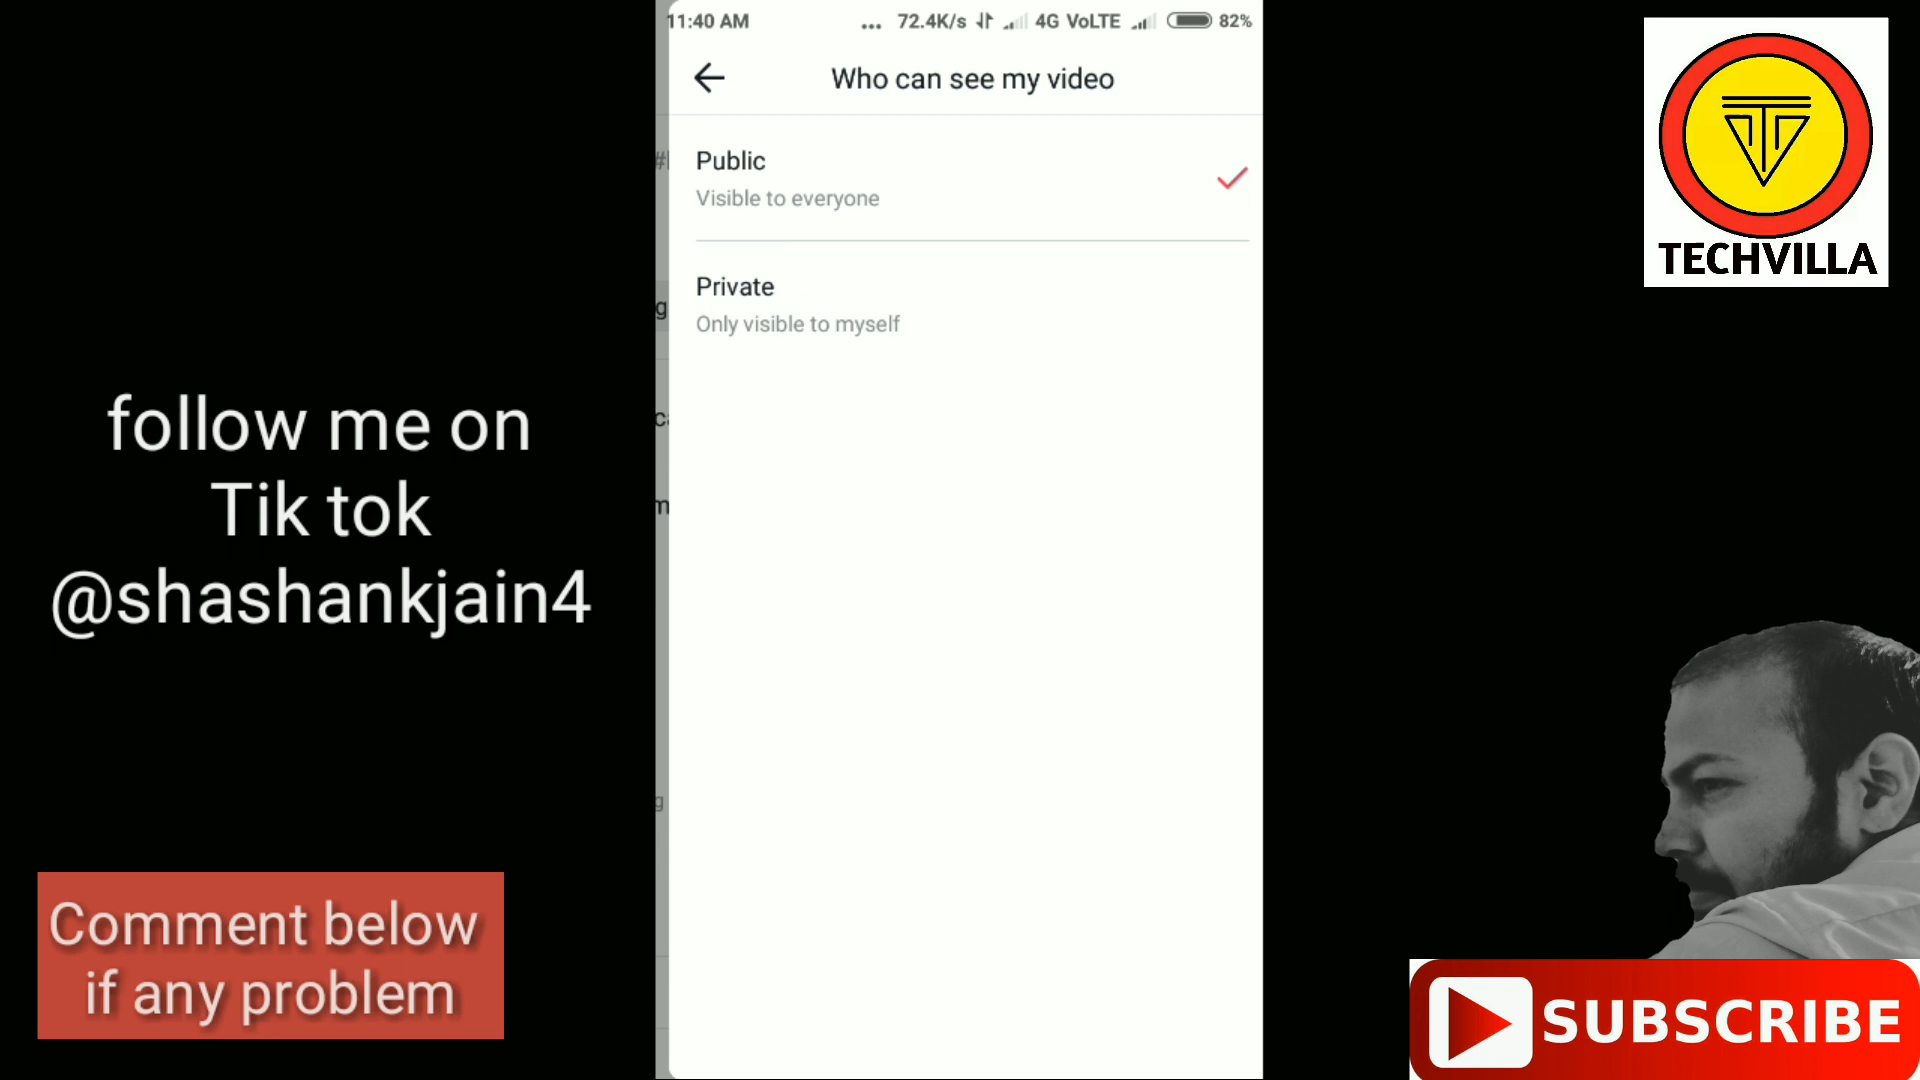 11:40 AM ... 72.4K/s 4G VoLTE 82%
Who can see my video
Public
Visible to everyone
Private
Only visible to myself
follow me on
Tik tok
@shashankjain4
Comment below
if any problem
TECHVILLA
SUBSCRIBE